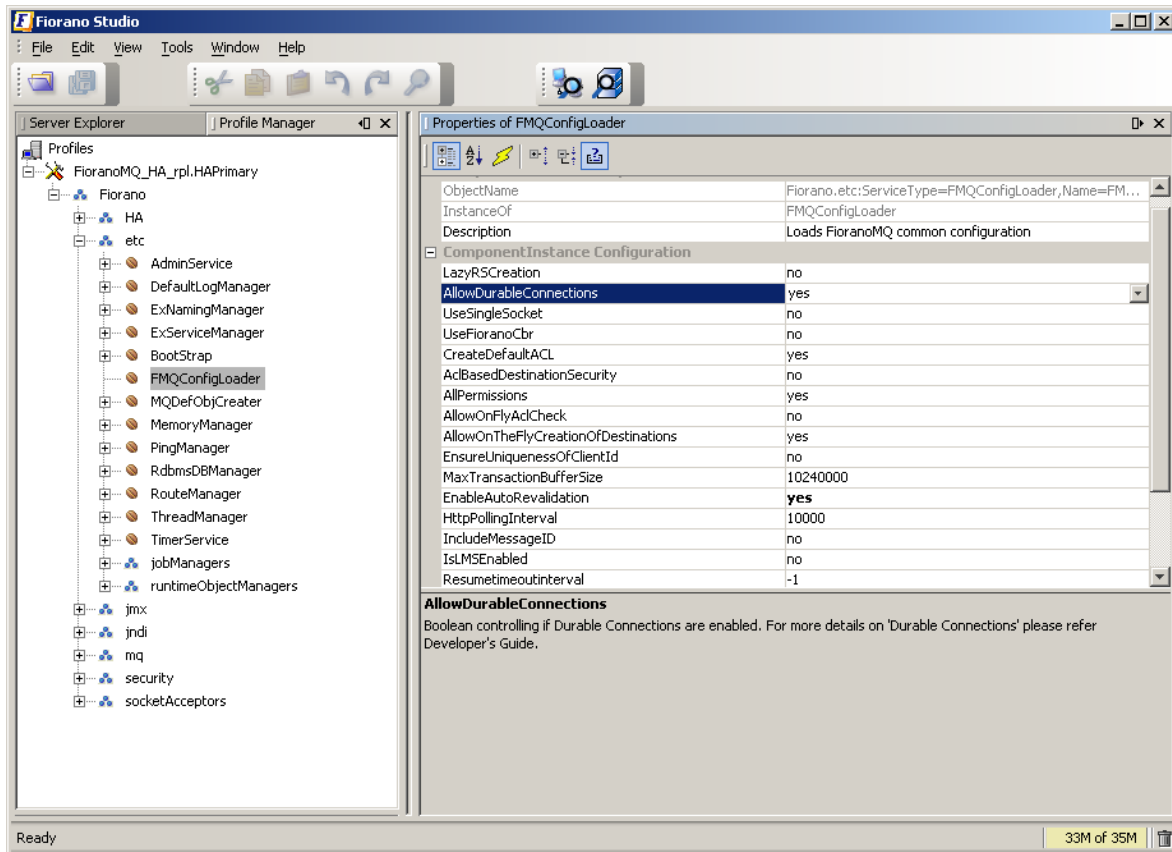 Fiorano Studio
File Edit View Tools Window Help
Server Explorer
Profile Manager
Profiles
FioranoMQ_HA_rpl.HAPrimary
Fiorano
HA
etc
AdminService
DefaultLogManager
ExNamingManager
ExServiceManager
BootStrap
FMQConfigLoader
MQDefObjCreater
MemoryManager
PingManager
RdbmsDBManager
RouteManager
ThreadManager
TimerService
jobManagers
runtimeObjectManagers
jmx
jndi
mq
security
socketAcceptors
Properties of FMQConfigLoader
ObjectName Fiorano.etc:ServiceType=FMQConfigLoader,Name=FM...
InstanceOf FMQConfigLoader
Description Loads FioranoMQ common configuration
ComponentInstance Configuration
LazyRSCreation no
AllowDurableConnections yes
UseSingleSocket no
UseFioranoCbr no
CreateDefaultACL yes
AclBasedDestinationSecurity no
AllPermissions yes
AllowOnFlyAclCheck no
AllowOnTheFlyCreationOfDestinations yes
EnsureUniquenessOfClientId no
MaxTransactionBufferSize 10240000
EnableAutoRevalidation yes
HttpPollingInterval 10000
IncludeMessageID no
IsLMSEnabled no
Resumetimeoutinterval -1
AllowDurableConnections
Boolean controlling if Durable Connections are enabled. For more details on 'Durable Connections' please refer
Developer's Guide.
Ready
33M of 35M